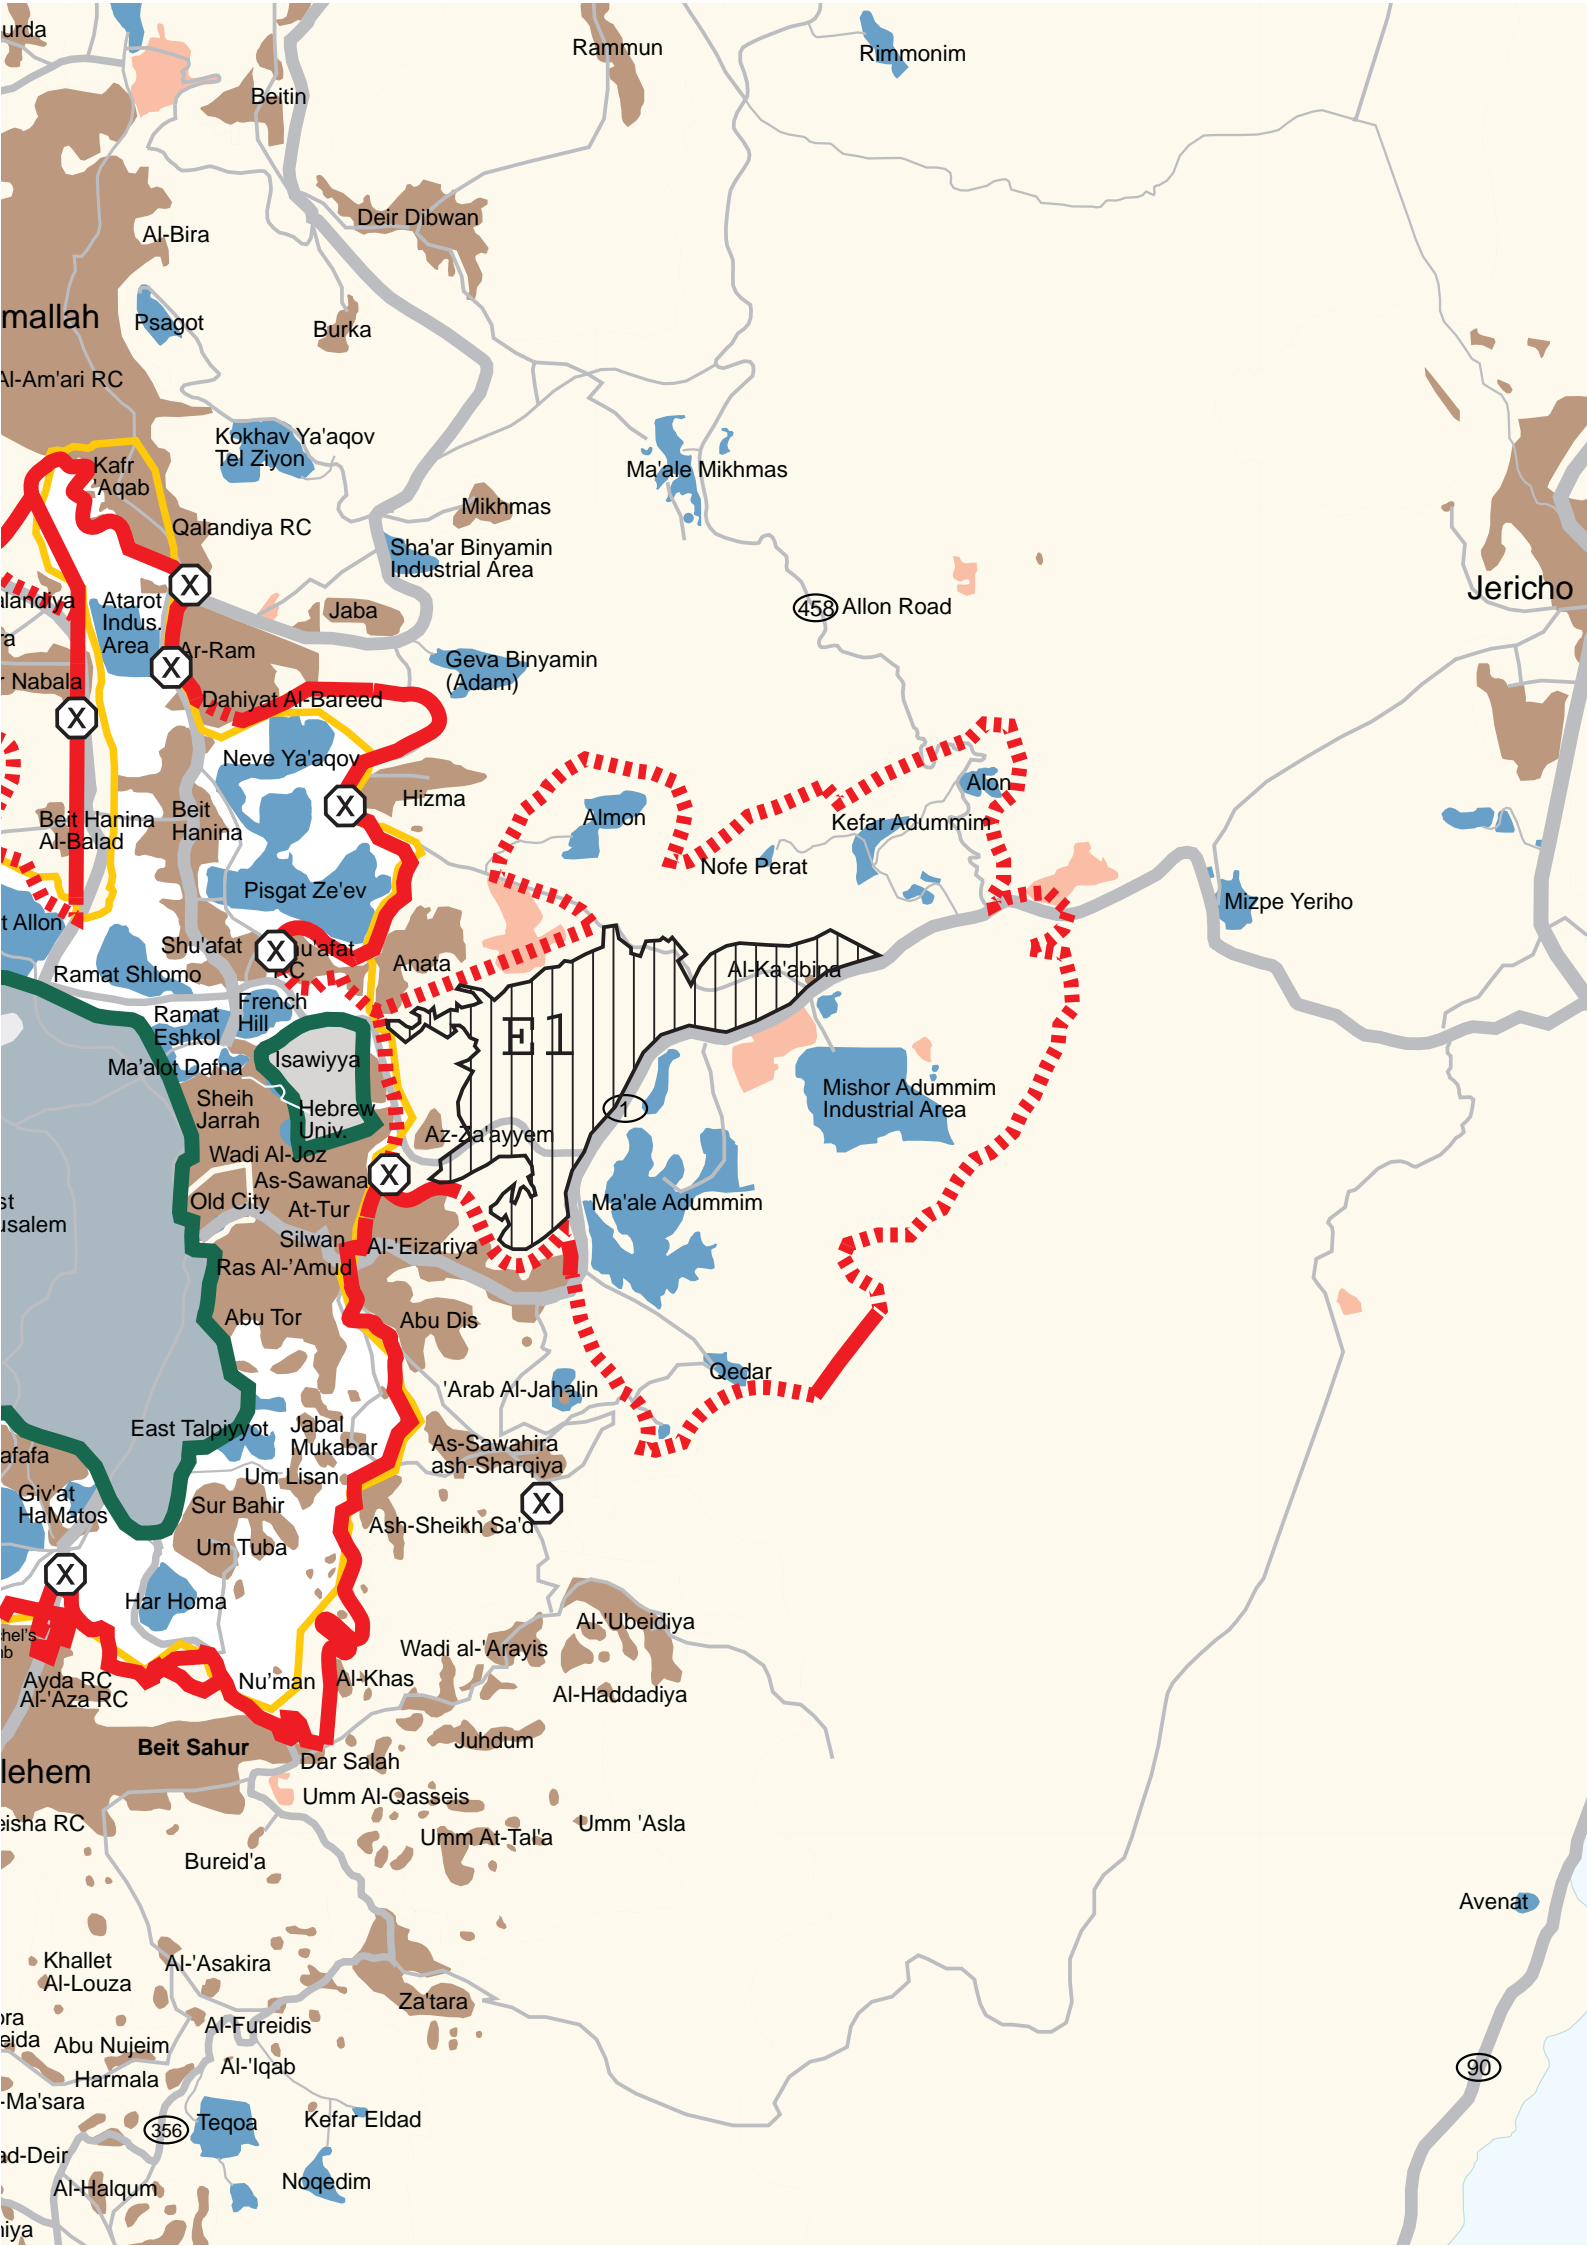 urda
Rammun
Rimmonim
Beitin
Deir Dibwan
Al-Bira
mallah
Psagot
Burka
Al-Am'ari RC
Kokhav Ya'aqov
Tel Ziyon
Kafr
'Aqab
Ma'ale Mikhmas
Mikhmas
Qalandiya RC
Sha'ar Binyamin
Industrial Area
X
Jericho
alandiya
Atarot
Indus.
Area
Jaba
458
Allon Road
ra
Ar-Ram
X
Geva Binyamin
(Adam)
r Nabala
Dahiyat Al-Bareed
X
Neve Ya'aqov
Alon
Hizma
X
Beit Hanina
Al-Balad
Beit
Hanina
Almon
Kefar Adummim
Nofe Perat
Pisgat Ze'ev
Mizpe Yeriho
t Allon
Shu'afat
X
hu'afat
RC
Anata
Ramat Shlomo
Al-Ka'abina
French
Hill
Ramat
Eshkol
E1
Ma'alot Dafna
Isawiyya
Mishor Adummim
Industrial Area
Sheih
Jarrah
Hebrew
Univ.
1
Az-Za'ayyem
Wadi Al-Joz
As-Sawana
X
Old City
At-Tur
Ma'ale Adummim
st
usalem
Silwan
Al-'Eizariya
Ras Al-'Amud
Abu Tor
Abu Dis
Qedar
'Arab Al-Jahalin
East Talpiyyot
Jabal
Mukabar
As-Sawahira
ash-Sharqiya
afafa
Um Lisan
Giv'at
HaMatos
Sur Bahir
X
Ash-Sheikh Sa'd
Um Tuba
X
Har Homa
Al-'Ubeidiya
chel's
mb
Wadi al-'Arayis
Ayda RC
Al-'Aza RC
Nu'man
Al-Khas
Al-Haddadiya
Beit Sahur
Juhdum
Dar Salah
lehem
Umm Al-Qasseis
eisha RC
Umm At-Tal'a
Umm 'Asla
Bureid'a
Avenat
Khallet
Al-Louza
Al-'Asakira
Za'tara
ora
eida
Al-Fureidis
Abu Nujeim
Al-'Iqab
Harmala
90
-Ma'sara
356
Teqoa
Kefar Eldad
ad-Deir
Al-Halqum
Noqedim
niya